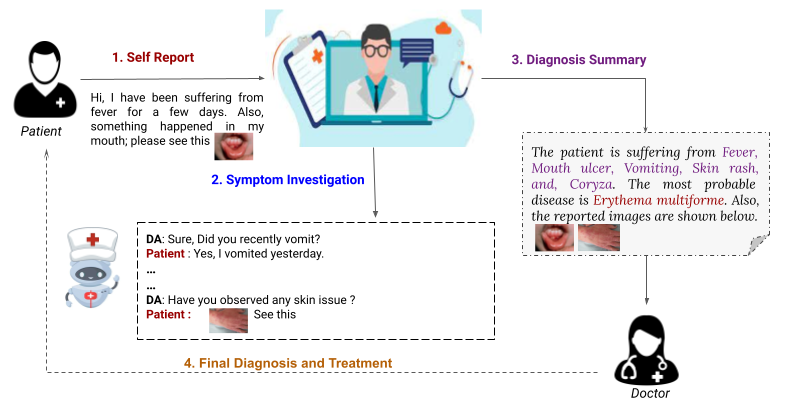 1. Self Report
3. Diagnosis Summary
Patient
Hi, I have been suffering from
fever for a few days. Also,
something happened in my
mouth; please see this
2. Symptom Investigation
The patient is suffering from Fever,
Mouth ulcer, Vomiting, Skin rash,
and, Coryza. The most probable
disease is Erythema multiforme. Also,
the reported images are shown below.
DA: Sure, Did you recently vomit?
Patient : Yes, I vomited yesterday.
...
...
DA: Have you observed any skin issue ?
Patient : See this
4. Final Diagnosis and Treatment
Doctor